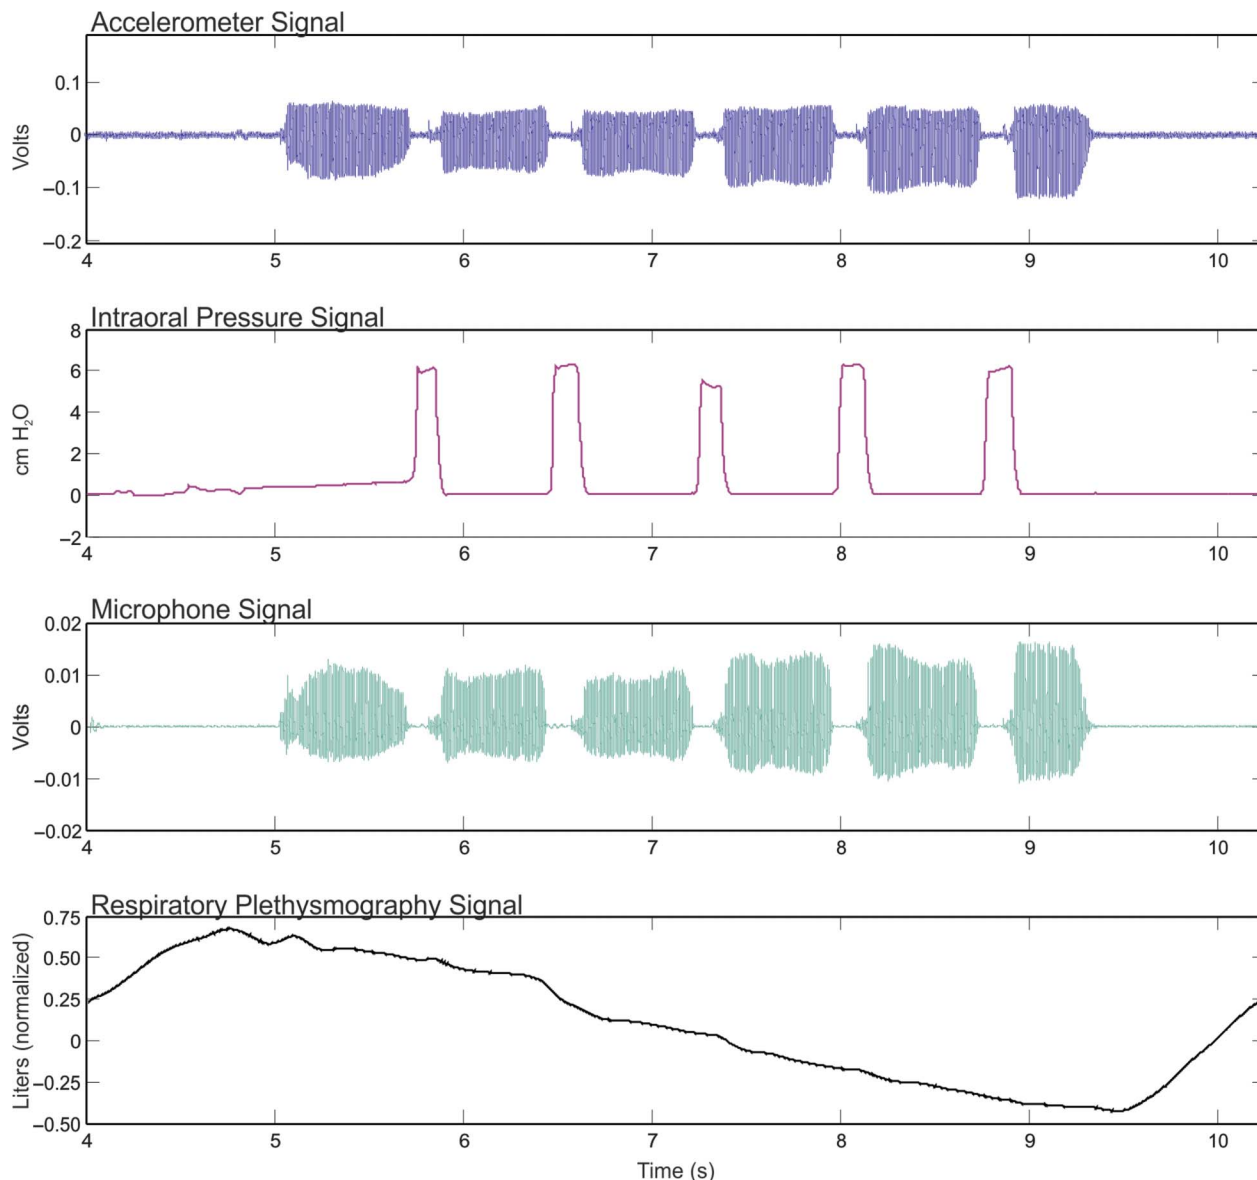 Accelerometer Signal
Volts
0.1
0
–0.1
–0.2
4 5 6 7 8 9 10
Intraoral Pressure Signal
cm H₂O
8
6
4
2
0
–2
4 5 6 7 8 9 10
Microphone Signal
Volts
0.02
0.01
0
–0.01
–0.02
4 5 6 7 8 9 10
Respiratory Plethysmography Signal
Liters (normalized)
0.75
0.50
0.25
0
–0.25
–0.50
4 5 6 7 8 9 10
Time (s)